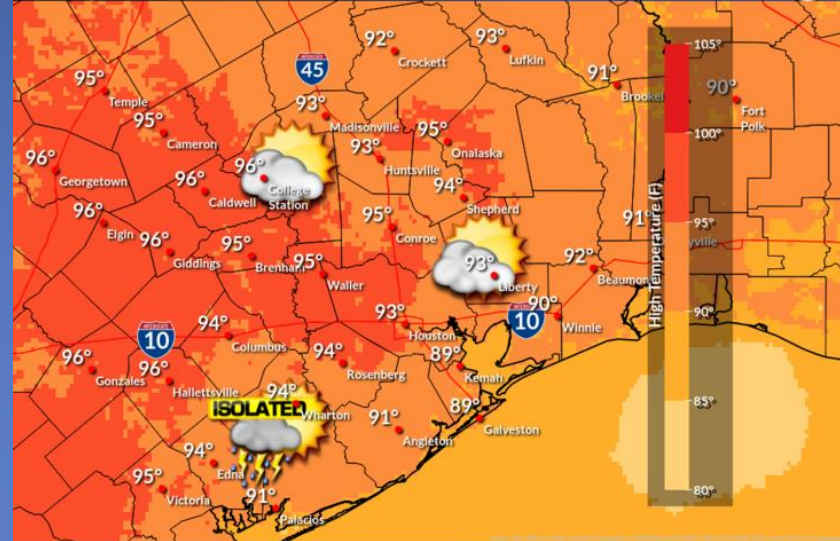 92°
Crockett
93°
Lufkin
INTERSTATE
45
105°
95°
Temple
91°
90°
Fort
Polk
93°
Madisonville
95°
Cameron
95°
Onalaska
93°
Huntsville
100°
96°
Georgetown
96°
College
Station
96°
Caldwell
94°
Shepherd
High Temperature (F)
96°
Elgin
95°
Conroe
91°
95°
96°
Giddings
95°
Brenham
95°
Waller
93°
Liberty
92°
Beaumont
90°
Winnie
10
90°
93°
Houston
94°
Columbus
INTERSTATE
10
94°
Rosenberg
89°
Kemah
96°
Gonzales
96°
Hallettsville
94°
Wharton
ISOLATED
89°
Galveston
85°
91°
Angleton
94°
Edna
95°
Victoria
91°
Palacios
80°